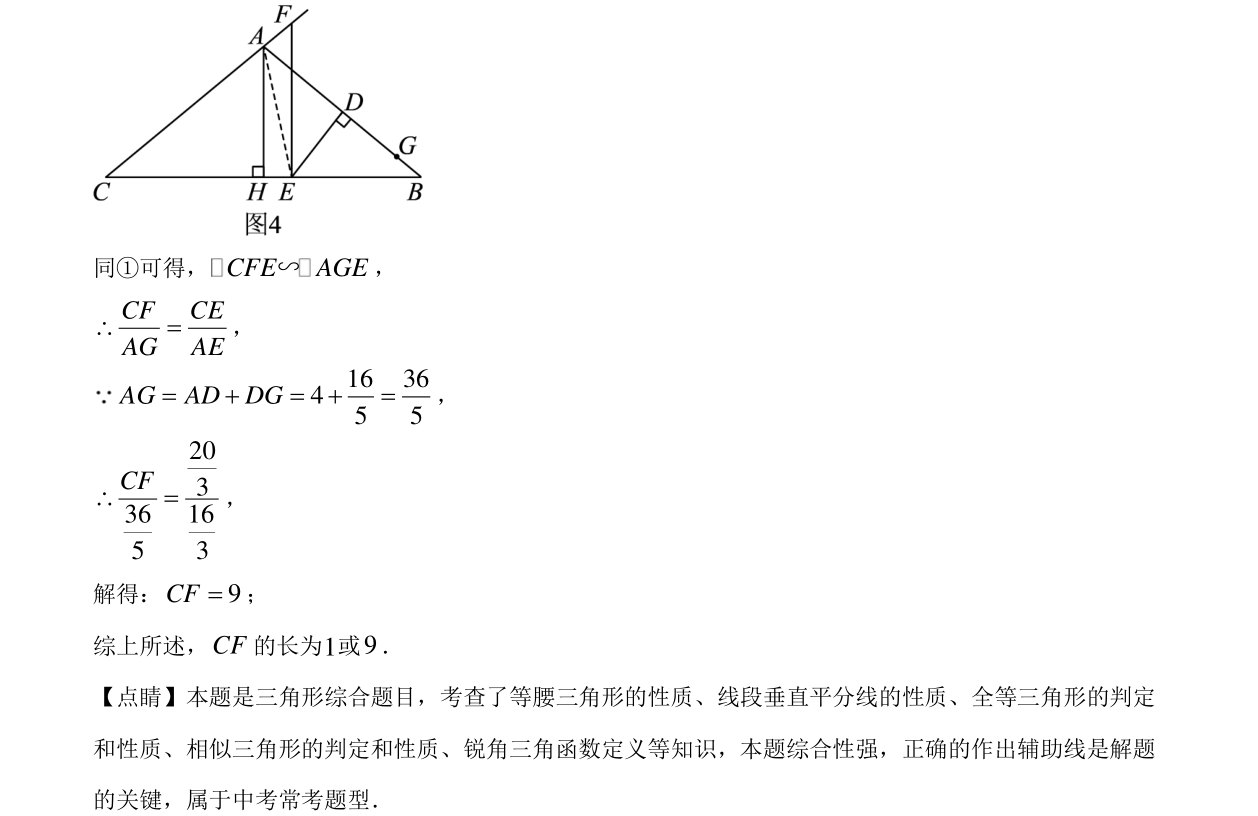 F
A
D
G
C H E B
图4
同①可得，□CFE∽□AGE，
∴CF/AG=CE/AE，
∵AG=AD+DG=4+16/5=36/5，
∴CF/(36/5)=(20/3)/(16/3)，
解得：CF=9；
综上所述，CF的长为1或9．
【点睛】本题是三角形综合题目，考查了等腰三角形的性质、线段垂直平分线的性质、全等三角形的判定
和性质、相似三角形的判定和性质、锐角三角函数定义等知识，本题综合性强，正确的作出辅助线是解题
的关键，属于中考常考题型．